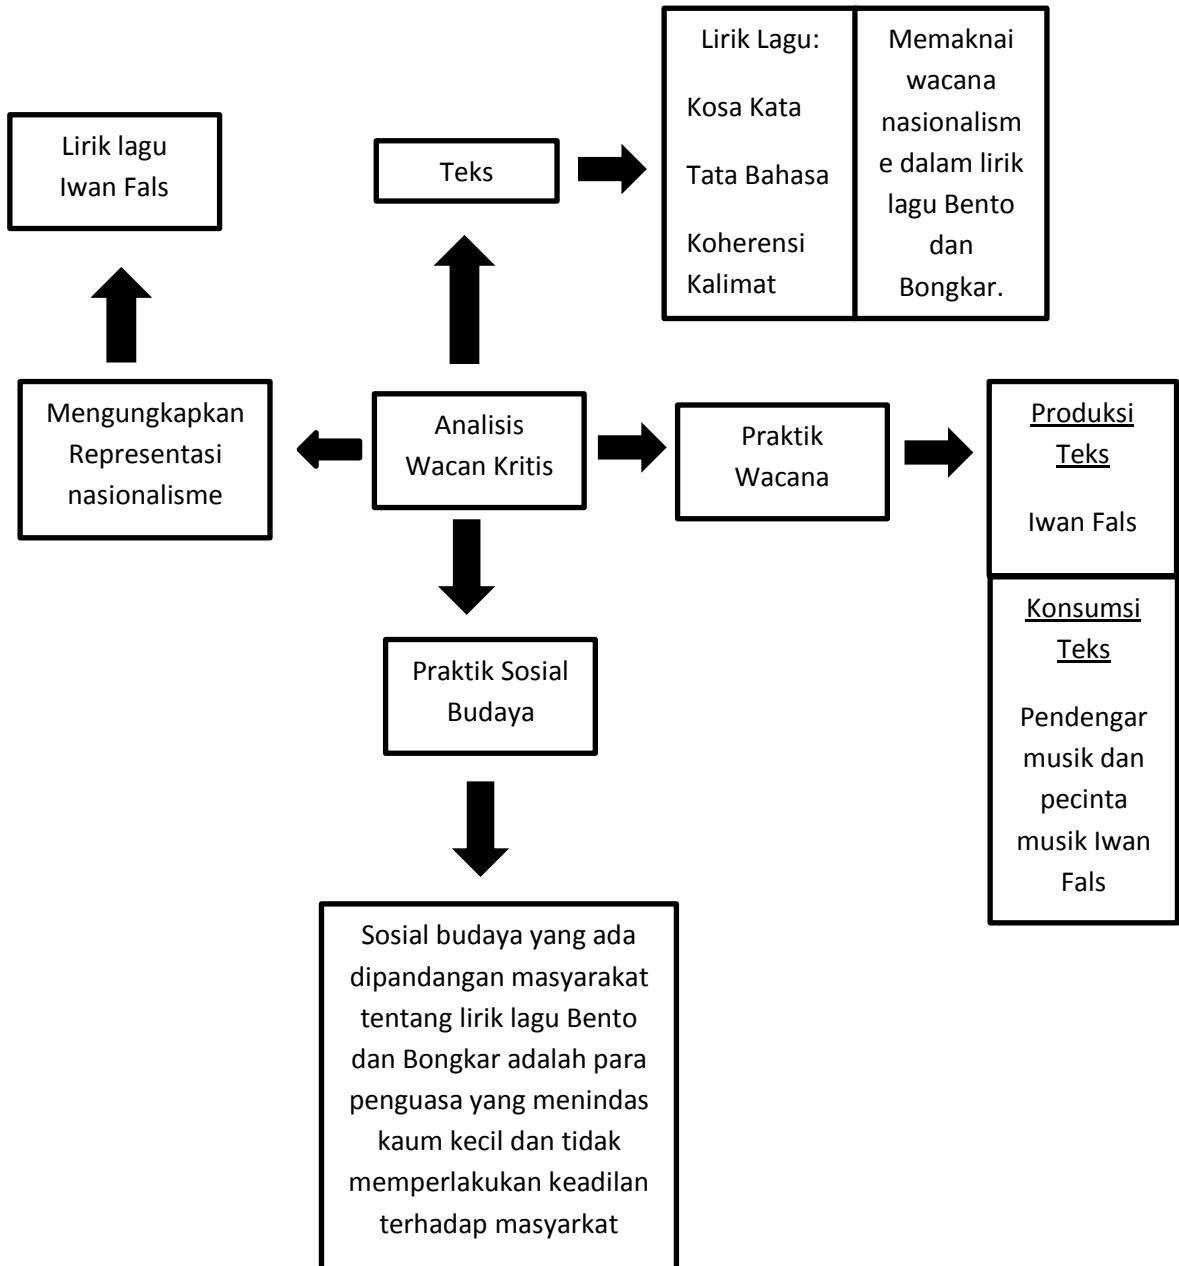 Lirik lagu
Iwan Fals
Teks
Lirik Lagu:
Kosa Kata
Tata Bahasa
Koherensi
Kalimat
Memaknai
wacana
nasionalism
e dalam lirik
lagu Bento
dan
Bongkar.
Mengungkapkan
Representasi
nasionalisme
Analisis
Wacan Kritis
Praktik
Wacana
Produksi
Teks
Iwan Fals
Konsumsi
Teks
Pendengar
musik dan
pecinta
musik Iwan
Fals
Praktik Sosial
Budaya
Sosial budaya yang ada
dipandangan masyarakat
tentang lirik lagu Bento
dan Bongkar adalah para
penguasa yang menindas
kaum kecil dan tidak
memperlakukan keadilan
terhadap masyarkat